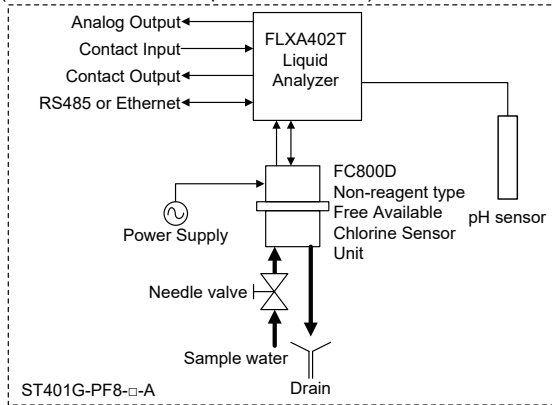 Analog Output
Contact Input
Contact Output
RS485 or Ethernet
FLXA402T
Liquid
Analyzer
FC800D
Non-reagent type
Free Available
Chlorine Sensor
Unit
pH sensor
Power Supply
Needle valve
Sample water
Drain
ST401G-PF8-□-A